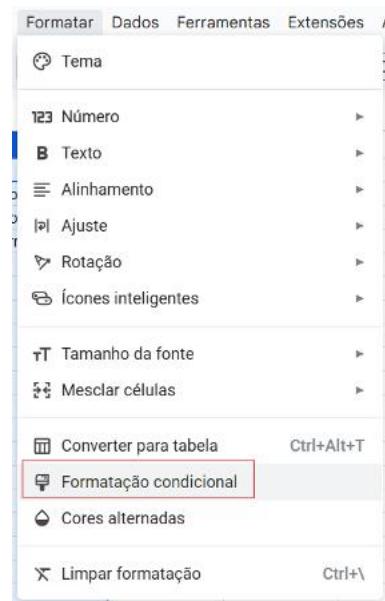 Formatar Dados Ferramentas Extensões
Tema
123 Número
B Texto
Alinhamento
Ajuste
Rotação
Ícones inteligentes
Tamanho da fonte
Mesclar células
Converter para tabela Ctrl+Alt+T
Formatação condicional
Cores alternadas
Limpar formatação Ctrl+\